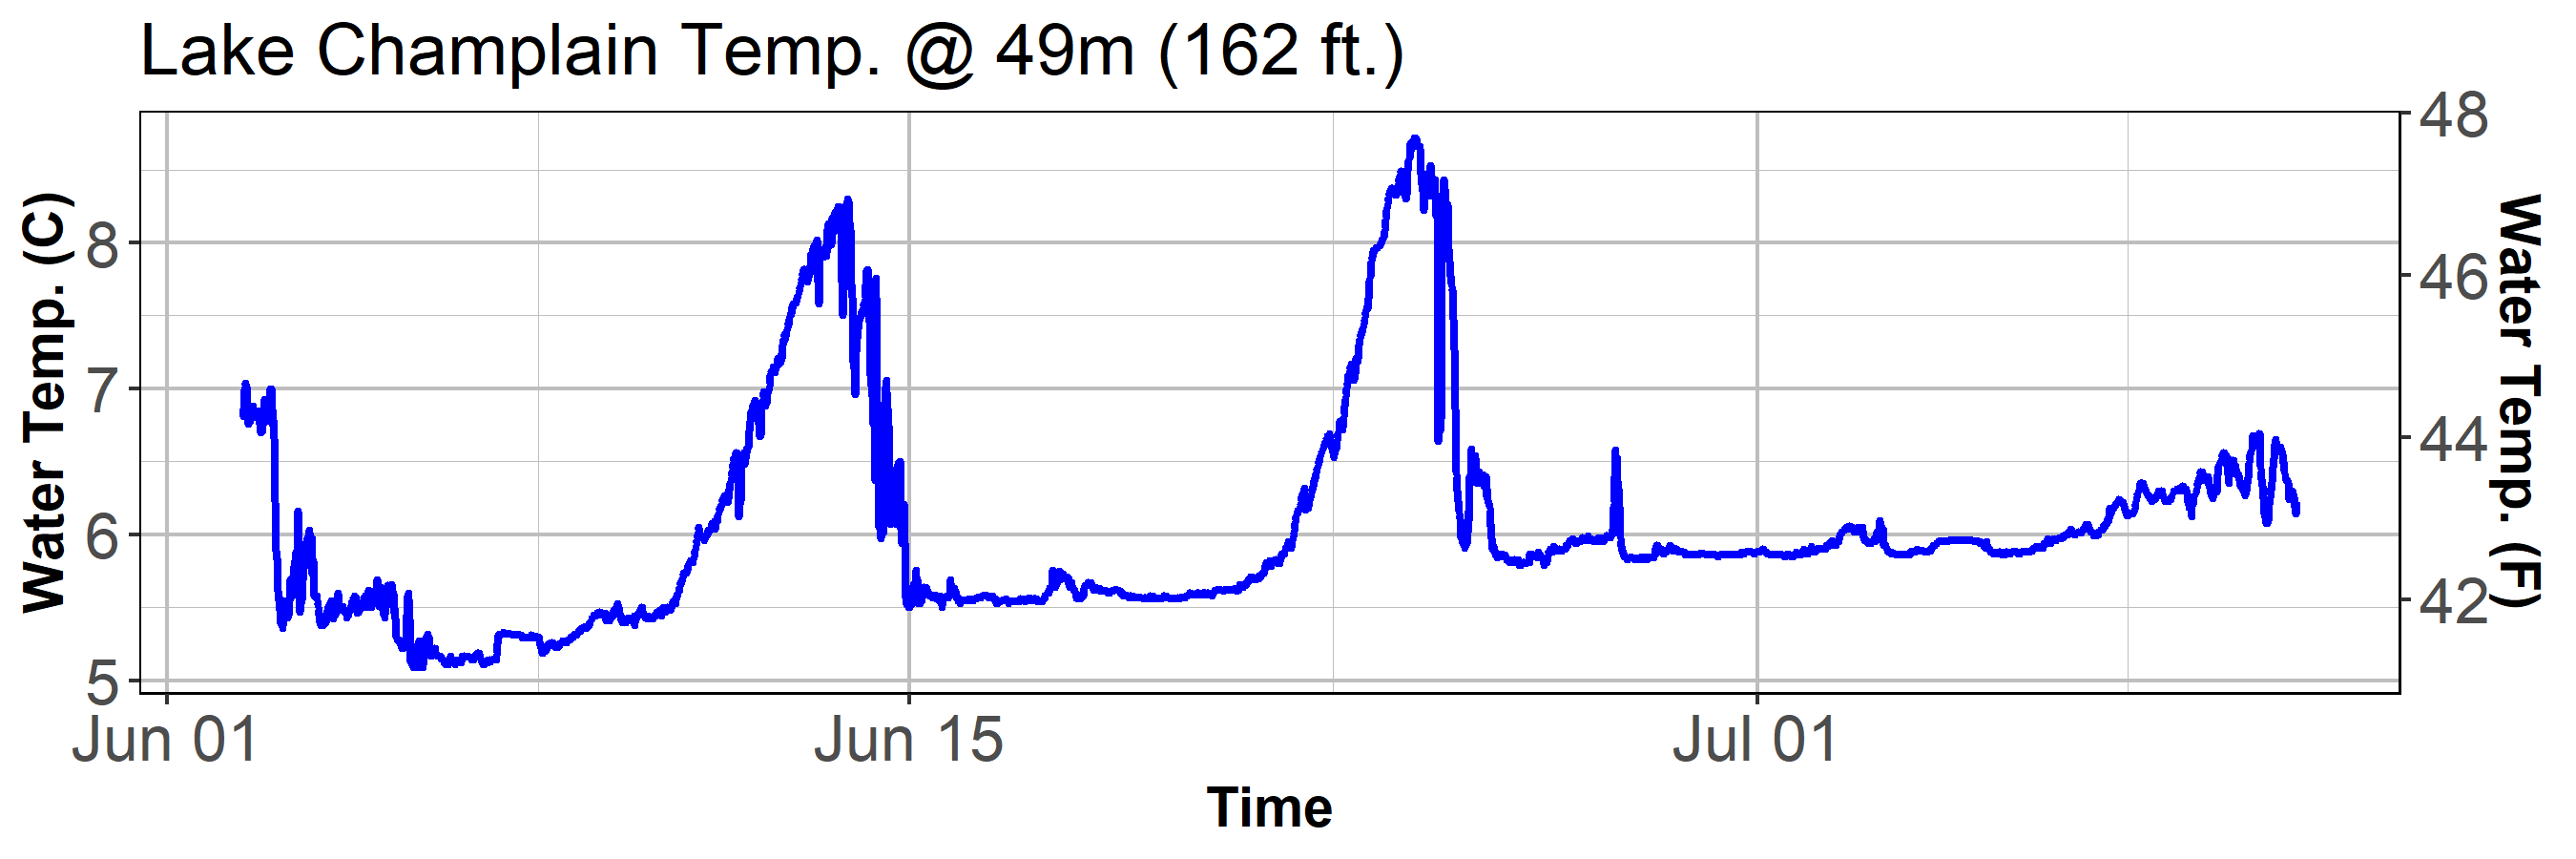 Lake Champlain Temp. @ 49m (162 ft.)
Water Temp. (C)
8
7
6
5
48
46
44
42
Water Temp. (F)
Jun 01
Jun 15
Jul 01
Time